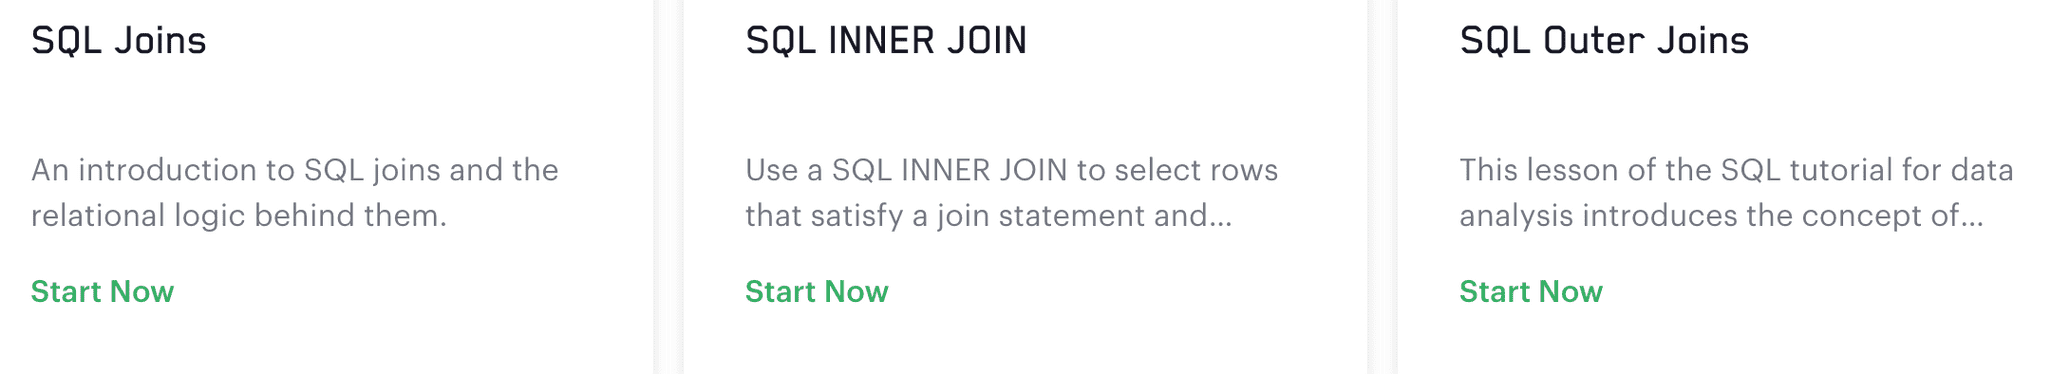 SQL Joins
An introduction to SQL joins and the
relational logic behind them.
Start Now
SQL INNER JOIN
Use a SQL INNER JOIN to select rows
that satisfy a join statement and...
Start Now
SQL Outer Joins
This lesson of the SQL tutorial for data
analysis introduces the concept of...
Start Now